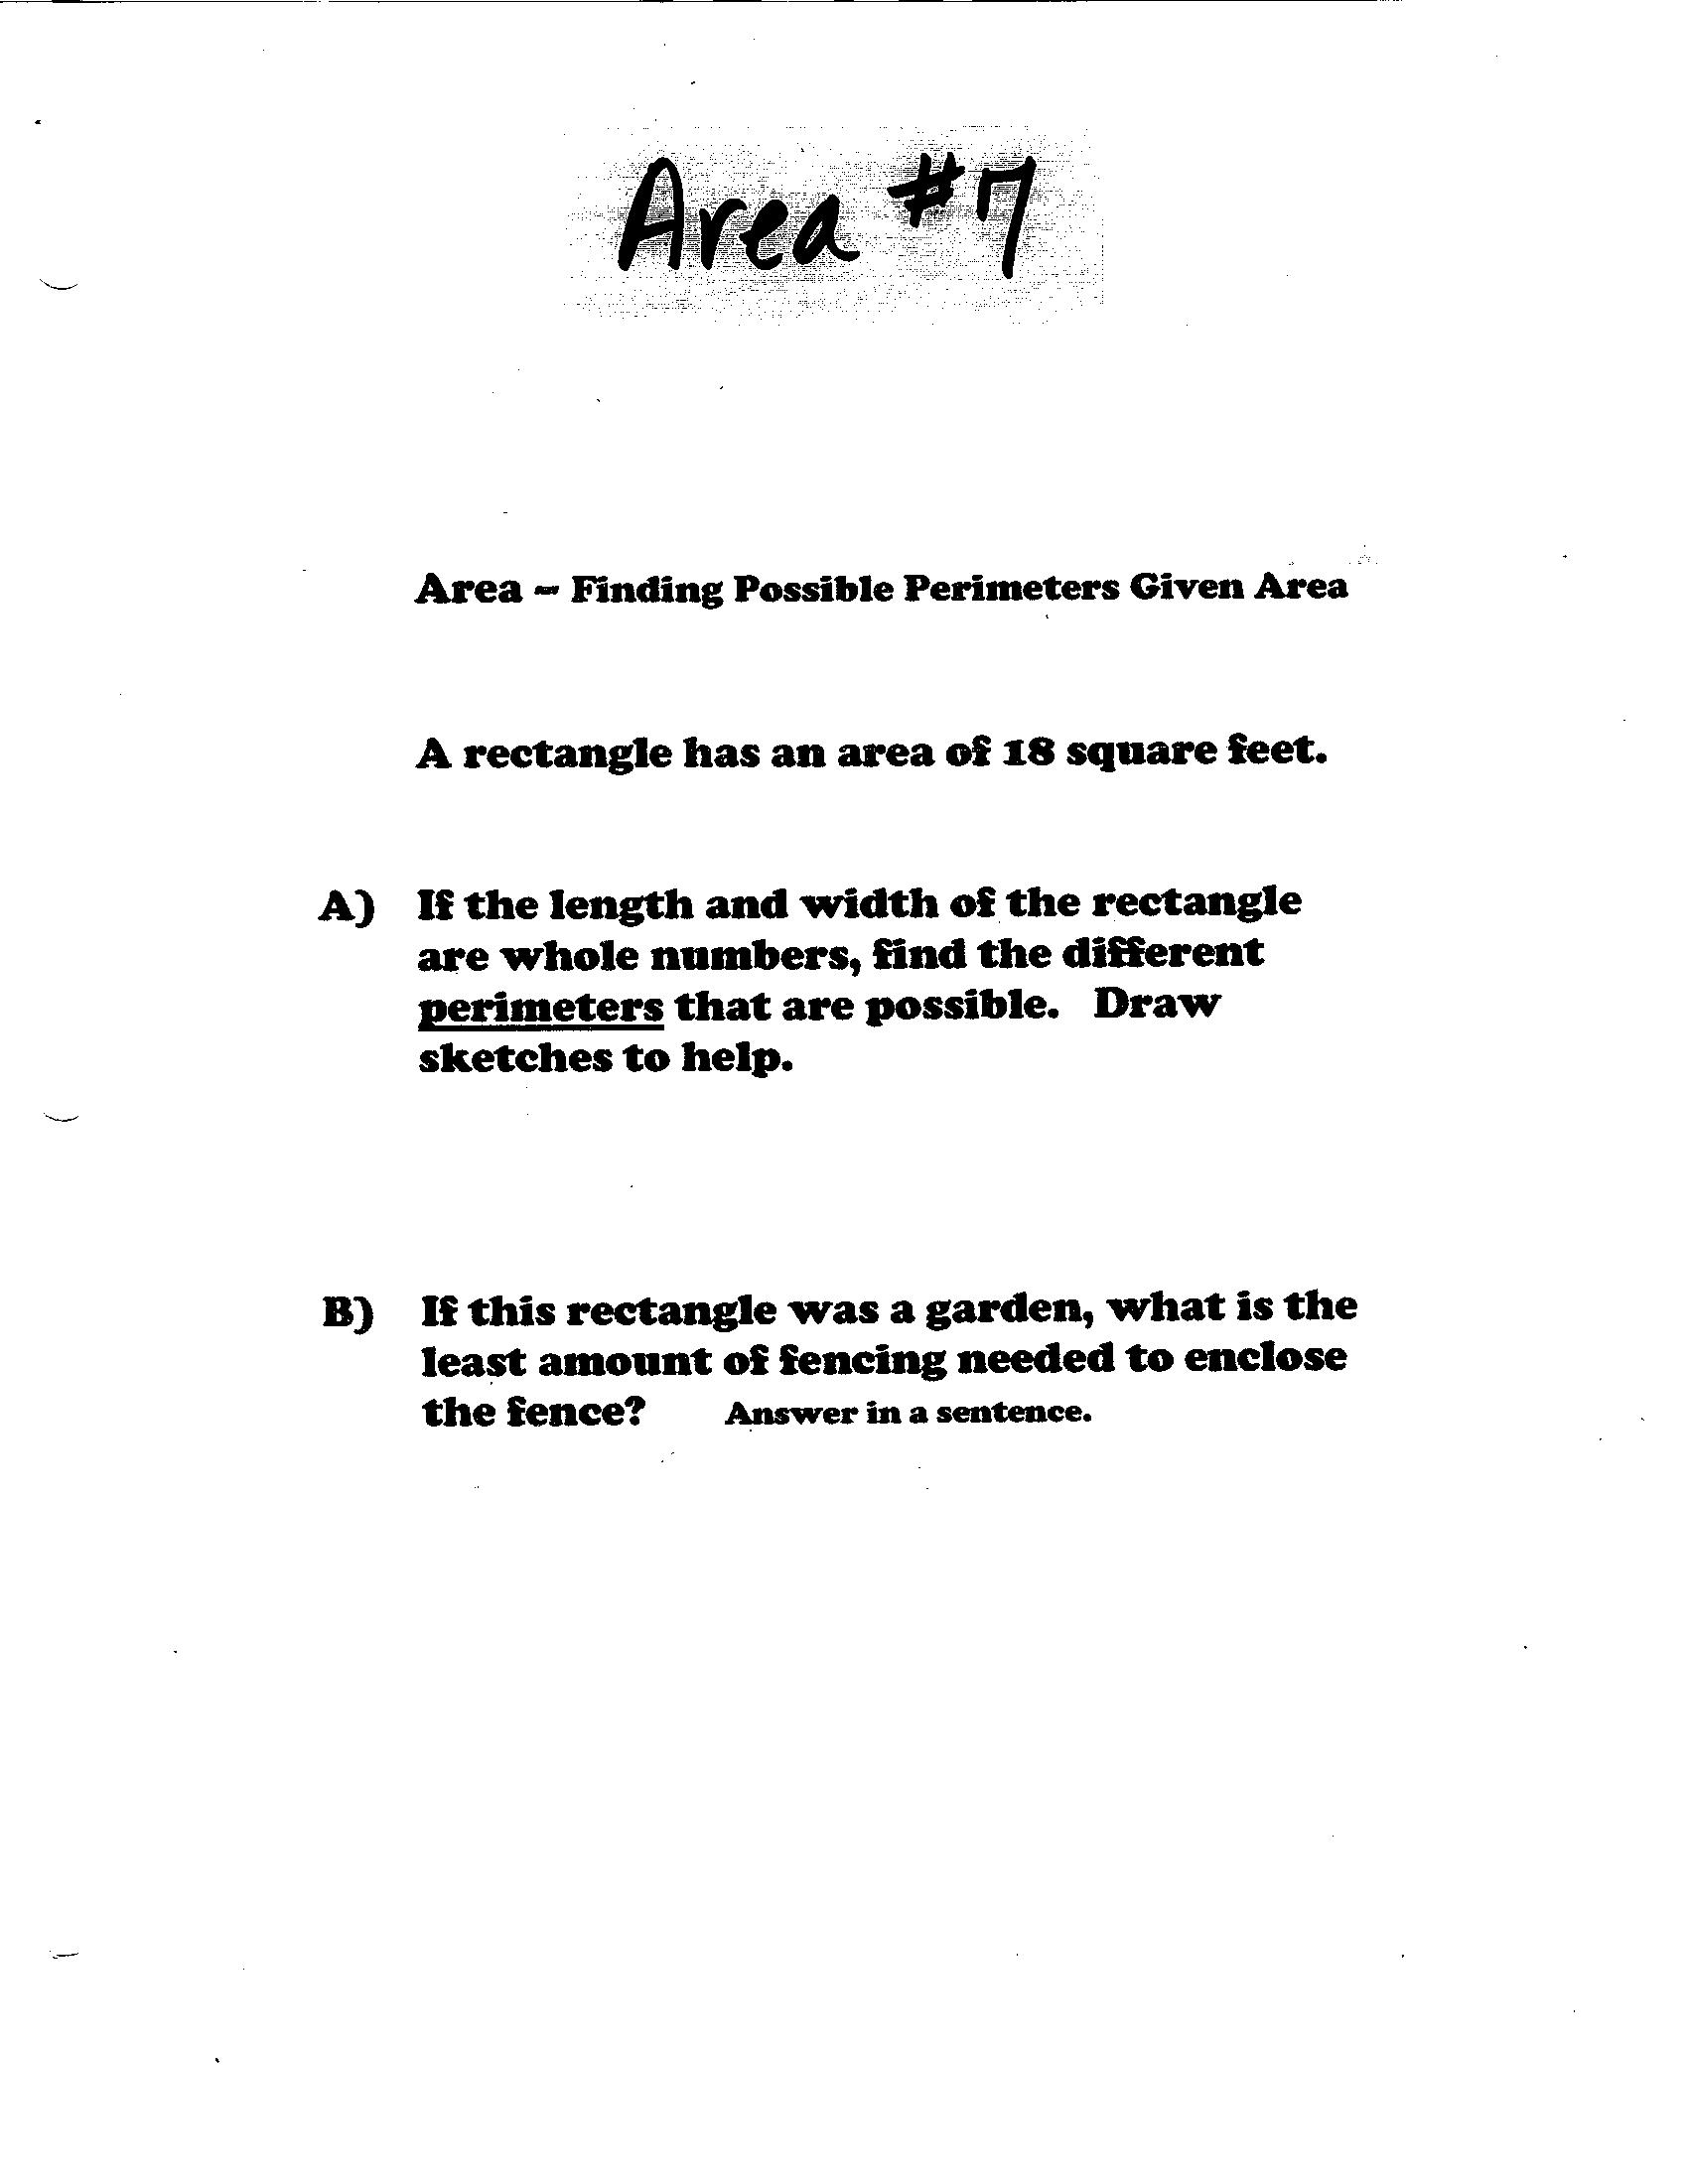 Area #7
Area ~ Finding Possible Perimeters Given Area
A rectangle has an area of 18 square feet.
A) If the length and width of the rectangle
are whole numbers, find the different
perimeters that are possible. Draw
sketches to help.
B) If this rectangle was a garden, what is the
least amount of fencing needed to enclose
the fence? Answer in a sentence.